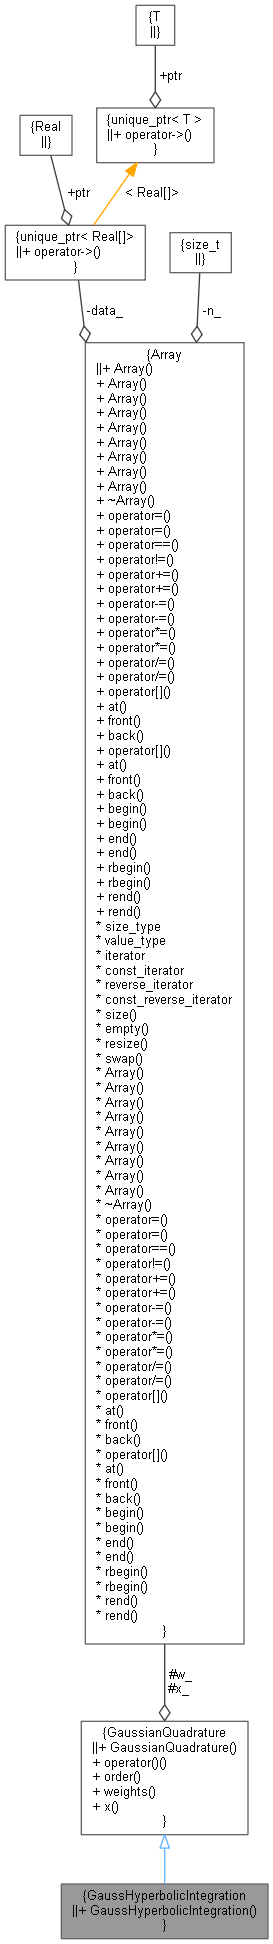 {T
||}
+ptr
{unique_ptr< T >
||+ operator->()
}
{Real
||}
+ptr
< Real[]>
{unique_ptr< Real[]>
||+ operator->()
}
{size_t
||}
-data_
-n_
{Array
||+ Array()
+ Array()
+ Array()
+ Array()
+ Array()
+ Array()
+ Array()
+ Array()
+ Array()
+ ~Array()
+ operator=()
+ operator=()
+ operator==()
+ operator!=()
+ operator+=()
+ operator+=()
+ operator-=()
+ operator-=()
+ operator*=()
+ operator*=()
+ operator/=()
+ operator/=()
+ operator[]()
+ at()
+ front()
+ back()
+ operator[]()
+ at()
+ front()
+ back()
+ begin()
+ begin()
+ end()
+ end()
+ rbegin()
+ rbegin()
+ rend()
+ rend()
* size_type
* value_type
* iterator
* const_iterator
* reverse_iterator
* const_reverse_iterator
* size()
* empty()
* resize()
* swap()
* Array()
* Array()
* Array()
* Array()
* Array()
* Array()
* Array()
* Array()
* Array()
* ~Array()
* operator=()
* operator=()
* operator==()
* operator!=()
* operator+=()
* operator+=()
* operator-=()
* operator-=()
* operator*=()
* operator*=()
* operator/=()
* operator/=()
* operator[]()
* at()
* front()
* back()
* operator[]()
* at()
* front()
* back()
* begin()
* begin()
* end()
* end()
* rbegin()
* rbegin()
* rend()
* rend()
}
#w_
#x_
{GaussianQuadrature
||+ GaussianQuadrature()
+ operator()()
+ order()
+ weights()
+ x()
}
{GaussHyperbolicIntegration
||+ GaussHyperbolicIntegration()
}